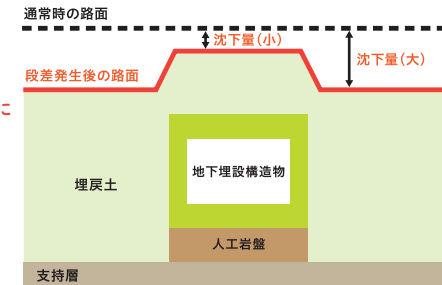 通常時の路面
沈下量(小)
沈下量(大)
段差発生後の路面
こ
地下埋設構造物
埋戻土
人工岩盤
支持層